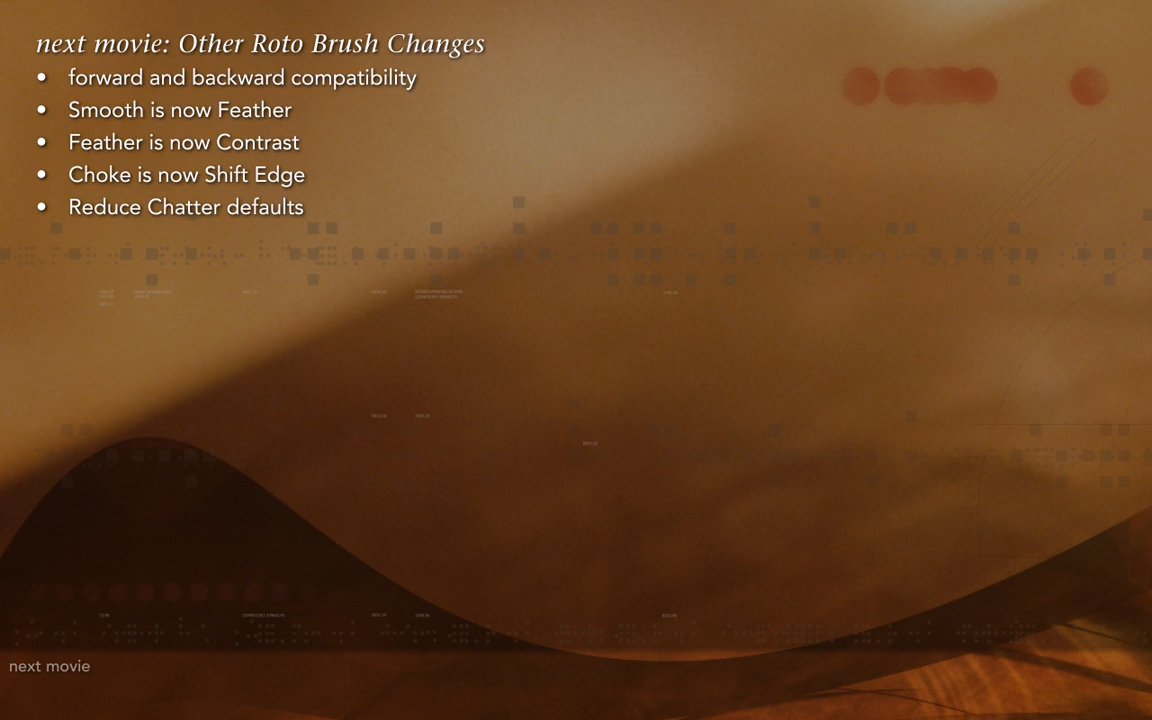 next movie: Other Roto Brush Changes
• forward and backward compatibility
• Smooth is now Feather
• Feather is now Contrast
• Choke is now Shift Edge
• Reduce Chatter defaults
next movie